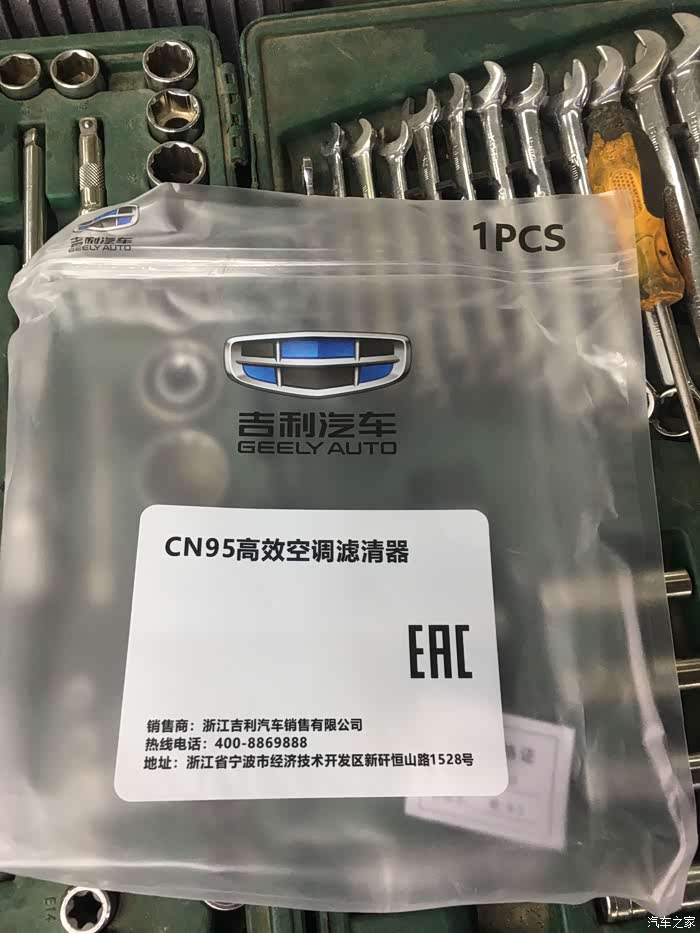 吉利汽车
GEELY AUTO
1PCS
吉利汽车
GEELY AUTO
CN95高效空调滤清器
EAC
销售商：浙江吉利汽车销售有限公司
热线电话：400-8869888
地址：浙江省宁波市经济技术开发区新矸恒山路1528号
格证
E14
汽车之家